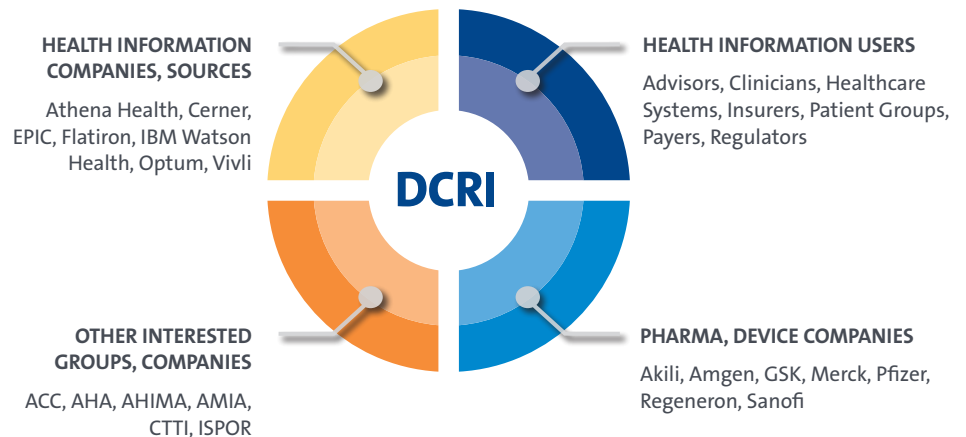 HEALTH INFORMATION
COMPANIES, SOURCES
Athena Health, Cerner,
EPIC, Flatiron, IBM Watson
Health, Optum, Vivli
HEALTH INFORMATION USERS
Advisors, Clinicians, Healthcare
Systems, Insurers, Patient Groups,
Payers, Regulators
DCRI
OTHER INTERESTED
GROUPS, COMPANIES
ACC, AHA, AHIMA, AMIA,
CTTI, ISPOR
PHARMA, DEVICE COMPANIES
Akili, Amgen, GSK, Merck, Pfizer,
Regeneron, Sanofi